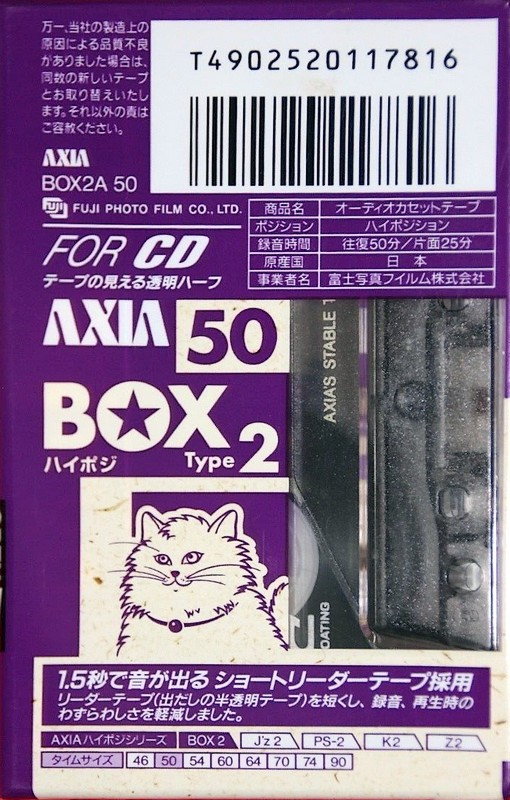 万一、当社の製造上の
原因による品質不良
がありました場合は、
同数の新しいテープ
とお取り替えいたし
ます。それ以外の責は
ご容赦ください。
T4902520117816
AXIA
BOX2A 50
FUJI FUJI PHOTO FILM CO., LTD.
商品名 オーディオカセットテープ
ポジション ハイポジション
録音時間 往復50分／片面25分
原産国 日本
事業者名 富士写真フイルム株式会社
FOR CD
テープの見える透明ハーフ
AXIA 50
BOX
ハイポジ Type 2
AXIA'S STABLE
OATING
1.5秒で音が出る ショートリーダーテープ採用
リーダーテープ(出だしの半透明テープ)を短くし、録音、再生時の
わずらわしさを軽減しました。
AXIAハイポジシリーズ BOX 2 J'z 2 PS-2 K2 Z2
タイムサイズ 46 50 54 60 64 70 74 90